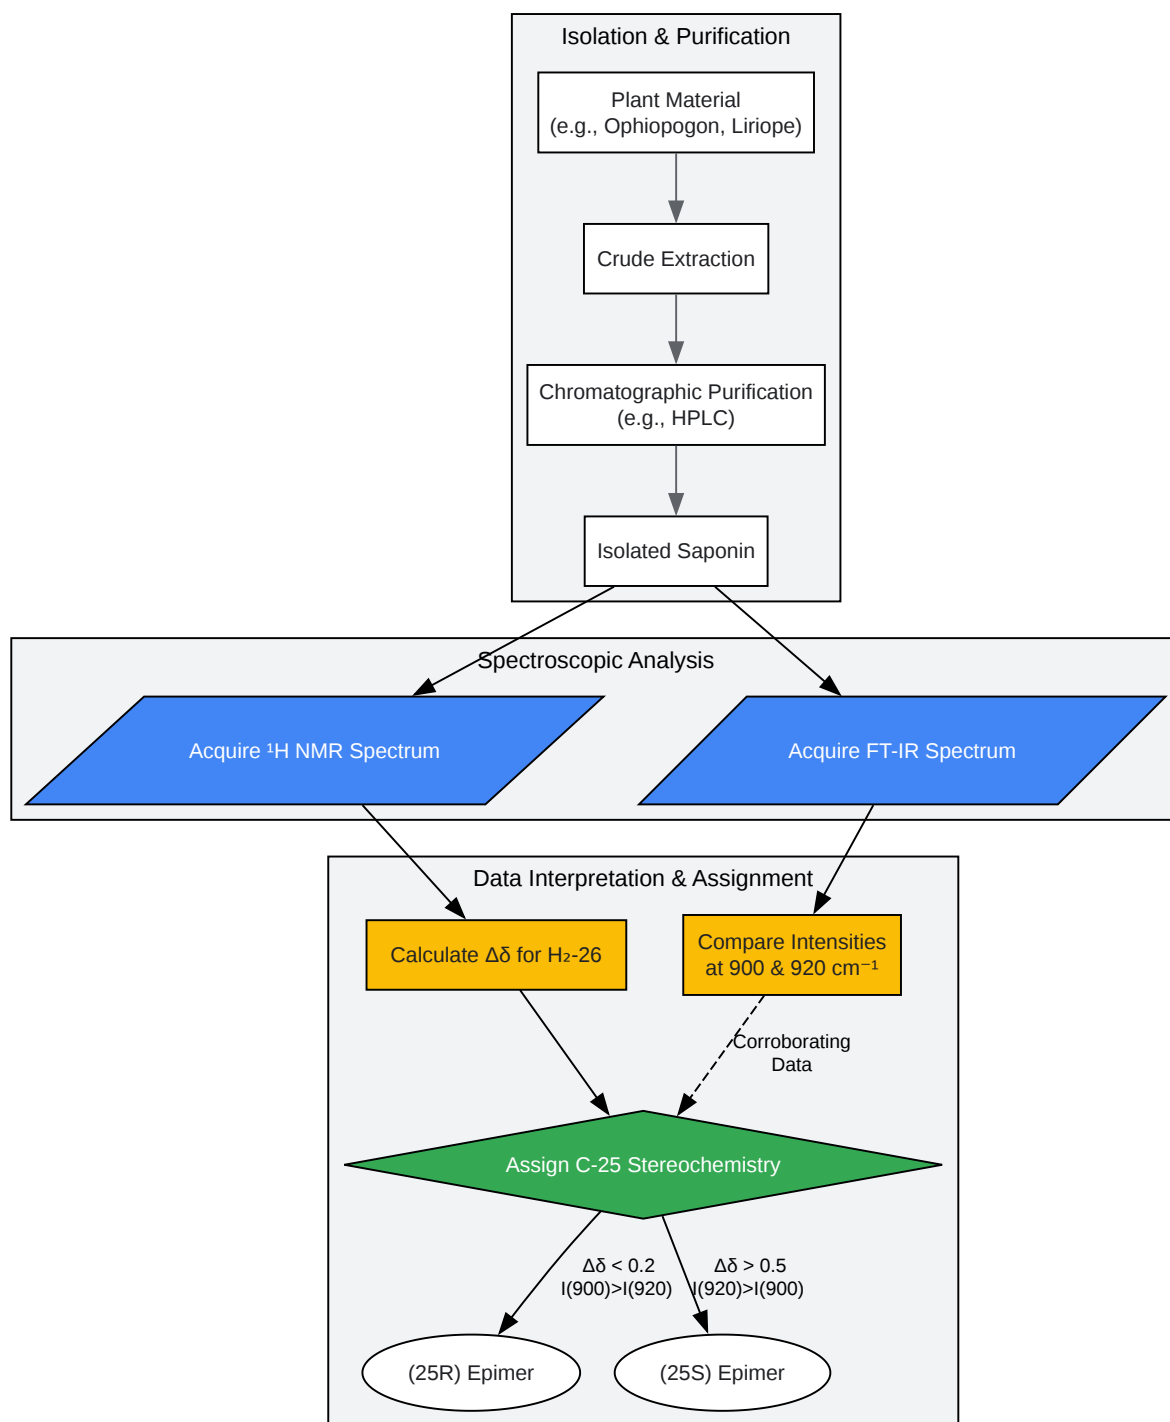 Isolation & Purification
Plant Material
(e.g., Ophiopogon, Liriope)
Crude Extraction
Chromatographic Purification
(e.g., HPLC)
Isolated Saponin
Spectroscopic Analysis
Acquire ¹H NMR Spectrum
Acquire FT-IR Spectrum
Data Interpretation & Assignment
Calculate Δδ for H₂-26
Compare Intensities
at 900 & 920 cm⁻¹
Corroborating
Data
Assign C-25 Stereochemistry
Δδ < 0.2
I(900)>I(920)
Δδ > 0.5
I(920)>I(900)
(25R) Epimer
(25S) Epimer